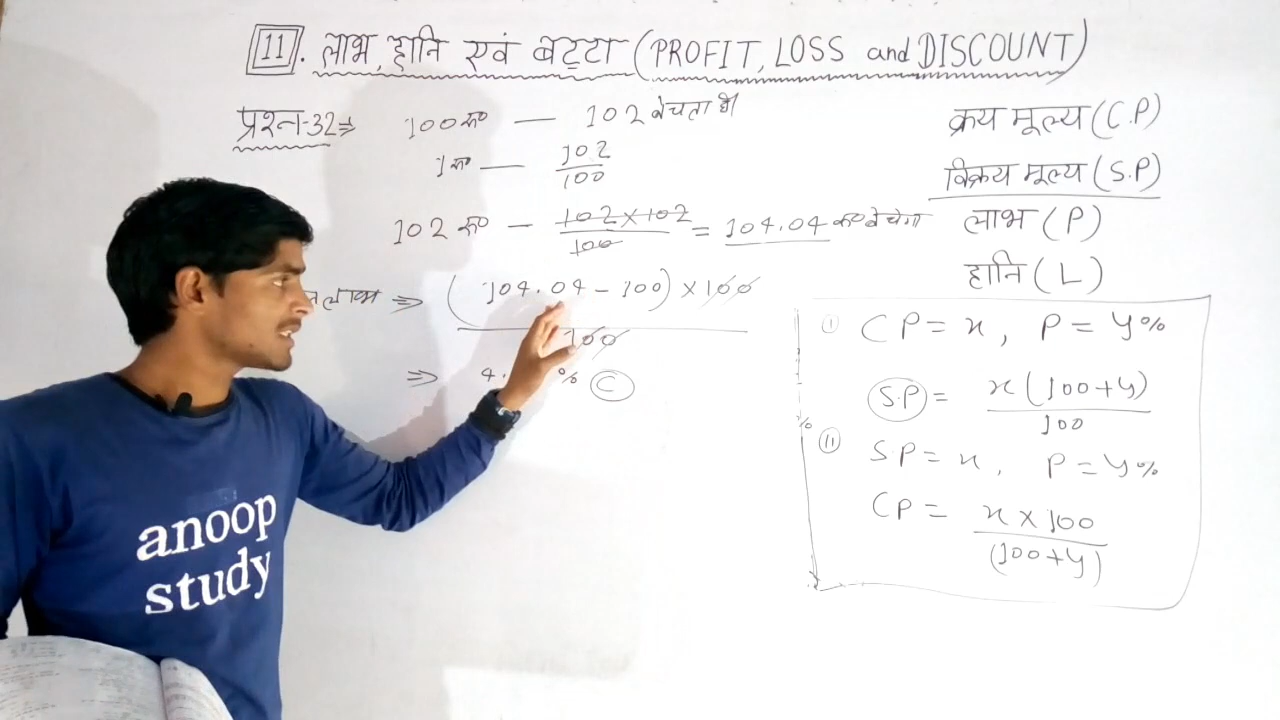 11. लाभ, हानि एवं बट्टा (PROFIT, LOSS and DISCOUNT)
प्रश्न-32⇒ 100रू० — 102 बेचता है
1रू० — 102/100
102 रू० — 102×102/100 = 104.04 रू० बेचेगा
लाभ ⇒ (104.04 - 100) × 100 / 100
⇒ 4. % C
क्रय मूल्य (C.P)
विक्रय मूल्य (S.P)
लाभ (P)
हानि (L)
(i) CP = x, P = y%
S.P = x(100+y)/100
(ii) S.P = x, P = y%
CP = x × 100/(100+y)
anoop
study